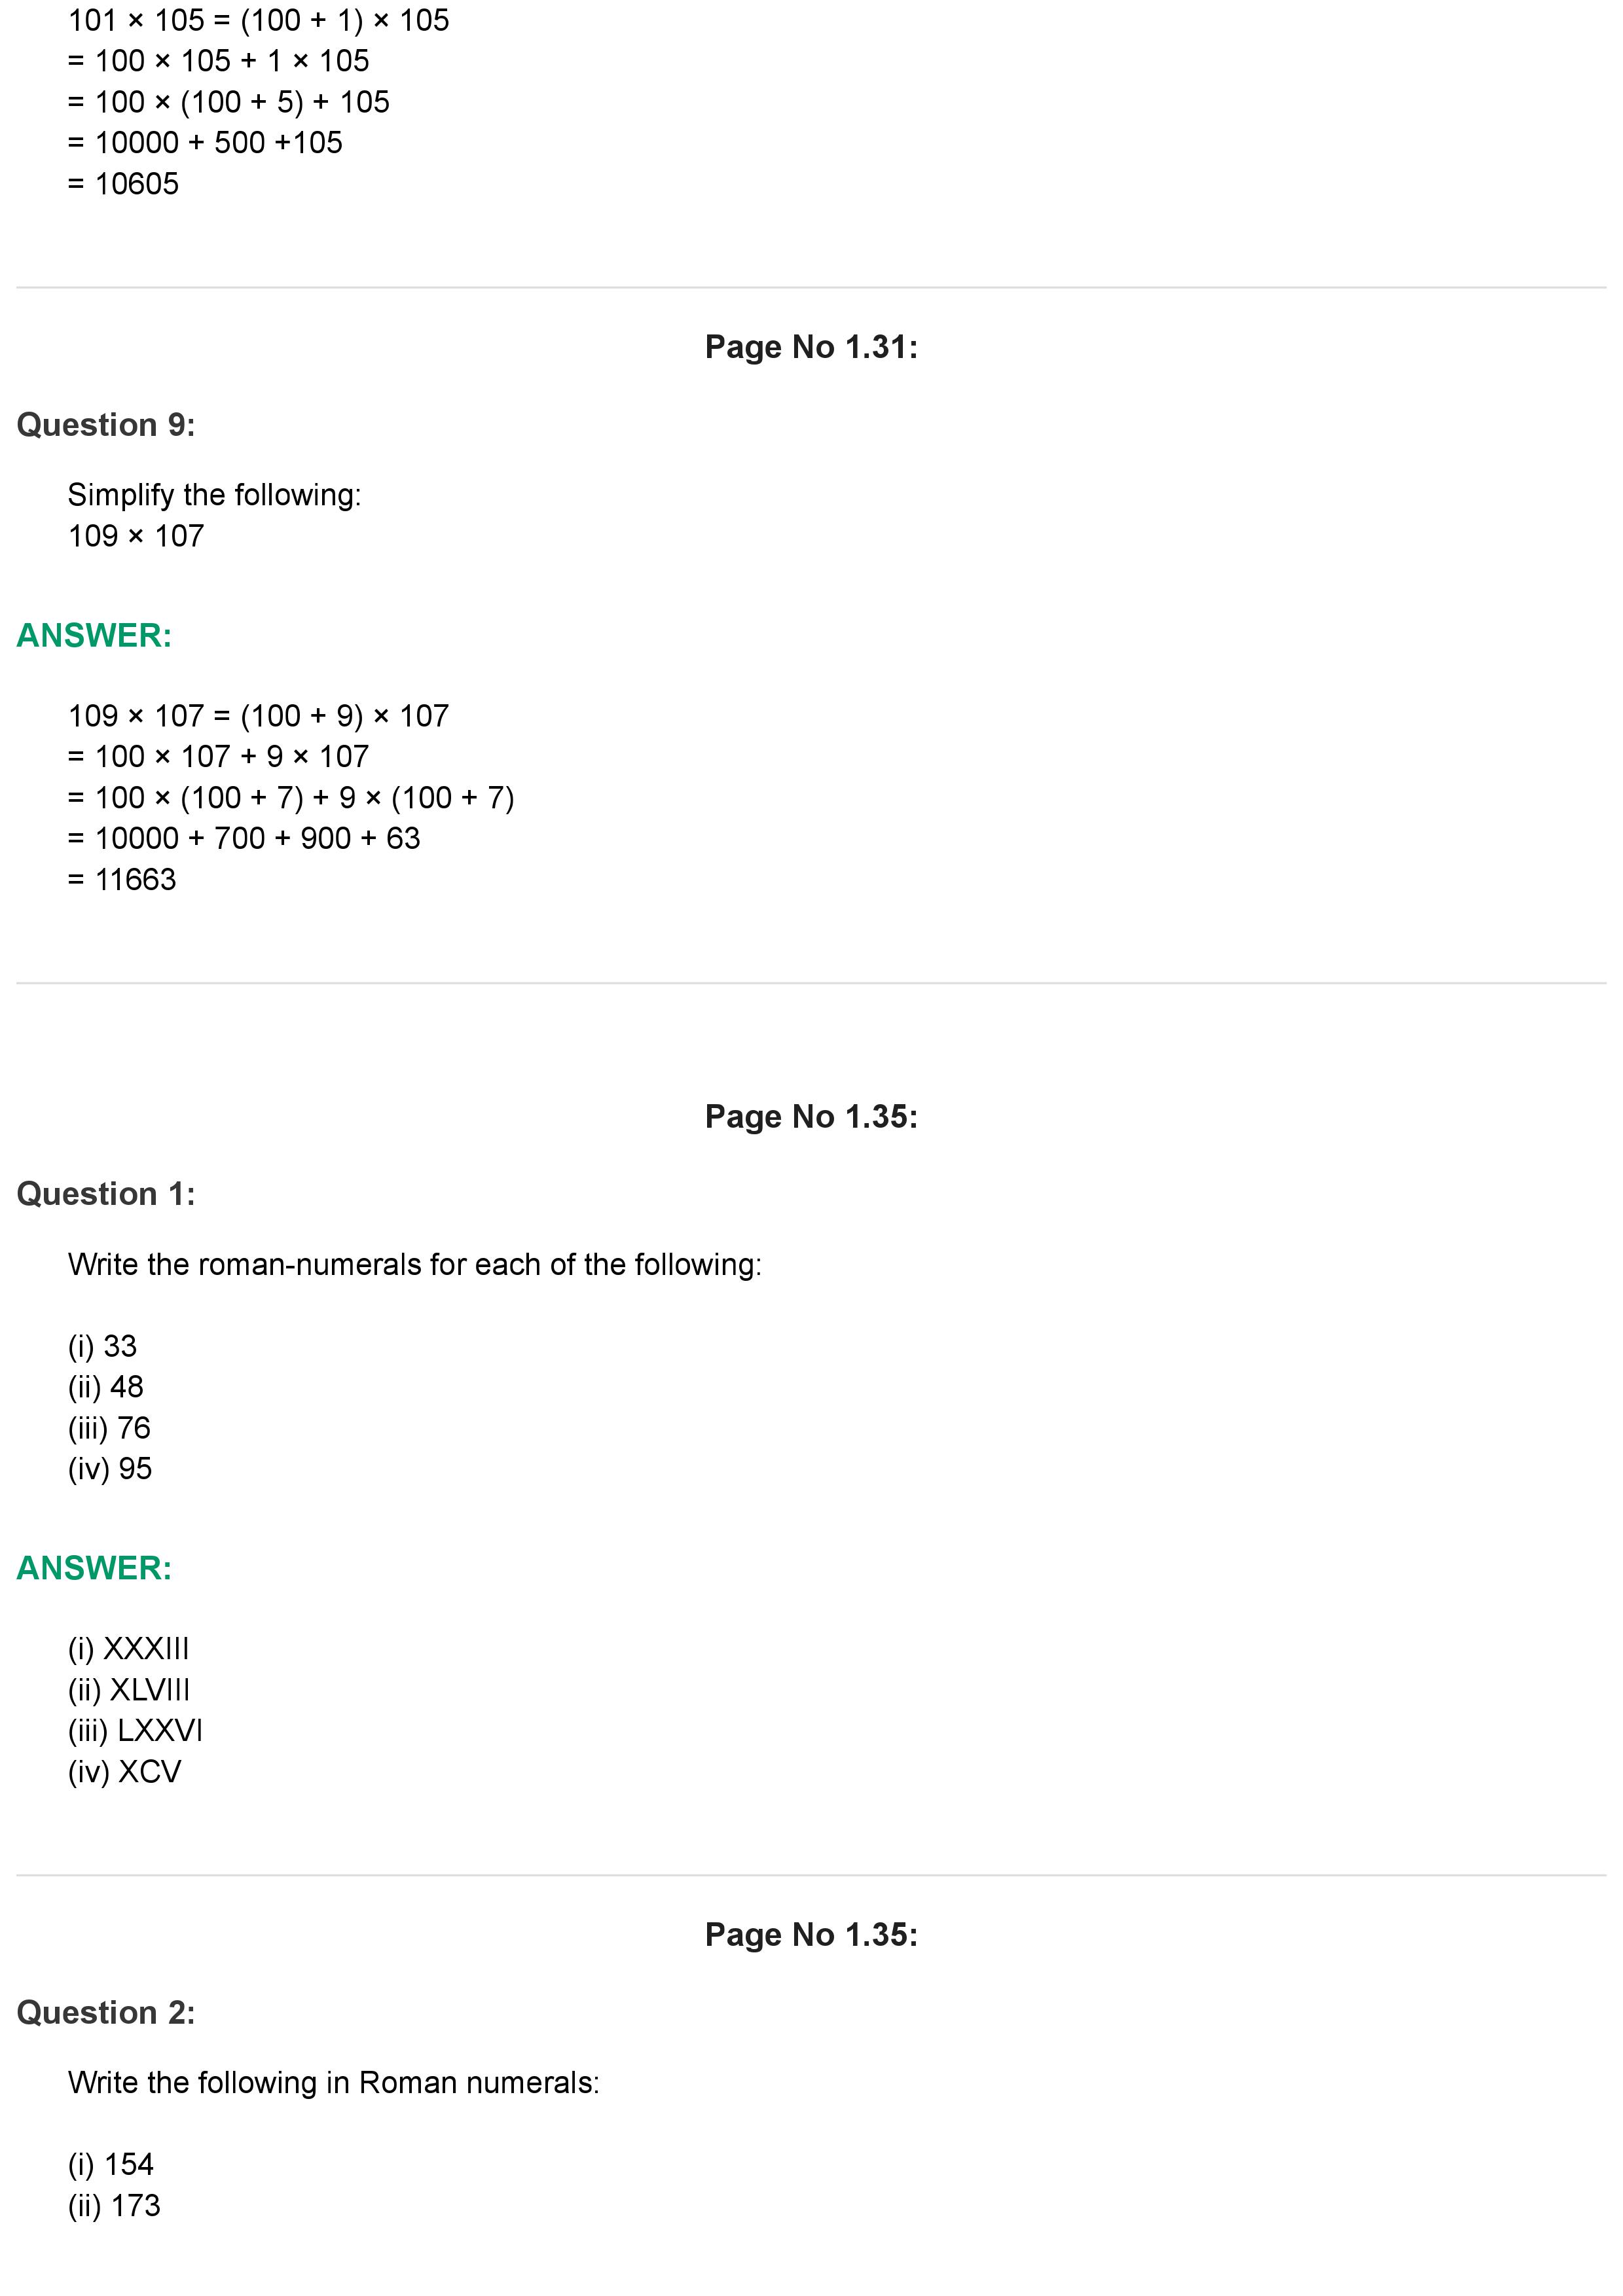 101 × 105 = (100 + 1) × 105
= 100 × 105 + 1 × 105
= 100 × (100 + 5) + 105
= 10000 + 500 +105
= 10605
Page No 1.31:
Question 9:
Simplify the following:
109 × 107
ANSWER:
109 × 107 = (100 + 9) × 107
= 100 × 107 + 9 × 107
= 100 × (100 + 7) + 9 × (100 + 7)
= 10000 + 700 + 900 + 63
= 11663
Page No 1.35:
Question 1:
Write the roman-numerals for each of the following:
(i) 33
(ii) 48
(iii) 76
(iv) 95
ANSWER:
(i) XXXIII
(ii) XLVIII
(iii) LXXVI
(iv) XCV
Page No 1.35:
Question 2:
Write the following in Roman numerals:
(i) 154
(ii) 173